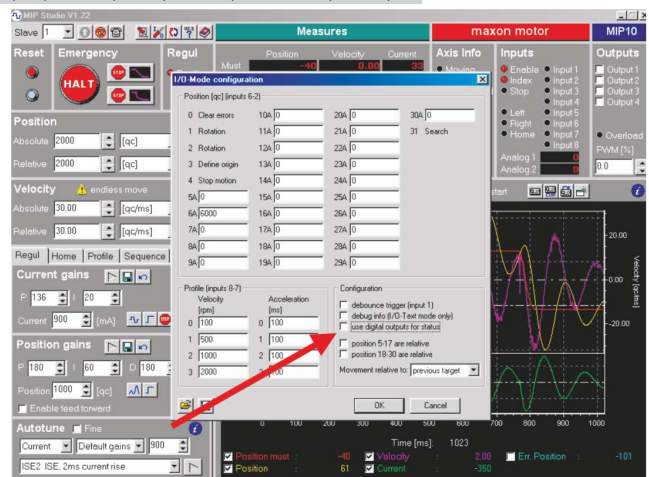 MIP Studio V1.22
Slave 1
Measures
maxon motor
MIP10
Reset Emergency Regul
Position Velocity Current
Axis Info
Inputs
Outputs
Must -40 0.00 33
Moving
HALT
STOP
STOP
Enable Input 1
Index Input 2
Stop Input 3
Input 4
Left Input 5
Right Input 6
Home Input 7
Input 8
Analog 1 0
Analog 2 0
Output 1
Output 2
Output 3
Output 4
Overload
PWM [%]
0.0
Position
Absolute 2000 [qc]
Relative 2000 [qc]
Velocity endless move
Absolute 30.00 [qc/ms]
Relative 30.00 [qc/ms]
Regul Home Profile Sequence
Current gains
P 136 I 20
Current 900 [mA]
Position gains
P 180 I 60 D 180
Position 1000 [qc]
Enable feed forward
Autotune Fine
Current Default gains 900
ISE2 ISE, 2ms current rise
I/O-Mode configuration
Position [qc] (inputs 6-2)
0 Clear errors 10A 0 20A 0 30A 0
1 Rotation 11A 0 21A 0 31 Search
2 Rotation 12A 0 22A 0
3 Define origin 13A 0 23A 0
4 Stop motion 14A 0 24A 0
5A 0 15A 0 25A 0
6A 6000 16A 0 26A 0
7A 0 17A 0 27A 0
8A 0 18A 0 28A 0
9A 0 19A 0 29A 0
Profile (inputs 8-7)
Velocity Acceleration
[rpm] [ms]
0 100 0 100
1 500 1 100
2 1000 2 100
3 2000 3 100
Configuration
debounce trigger (input 1)
debug info (I/O-Text mode only)
use digital outputs for status
position 5-17 are relative
position 18-30 are relative
Movement relative to: previous target
OK Cancel
start
20.00
0.00
-20.00
Velocity [qc/ms]
0 100 200 300 400 500 600 700 800 900 1000
Time [ms]: 1023
Position must : -40 Velocity : 2.00 Err. Position : -101
Position : 61 Current : -350